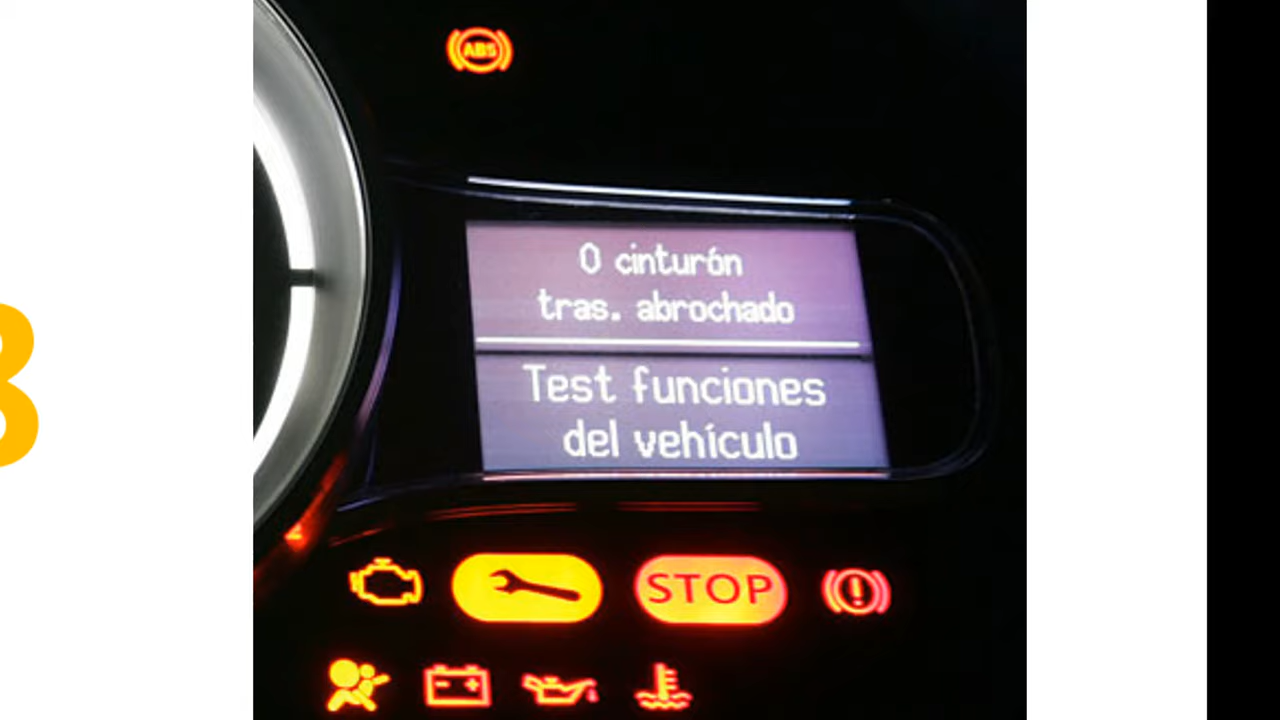 ABS
0 cinturón
tras. abrochado
Test funciones
del vehículo
STOP